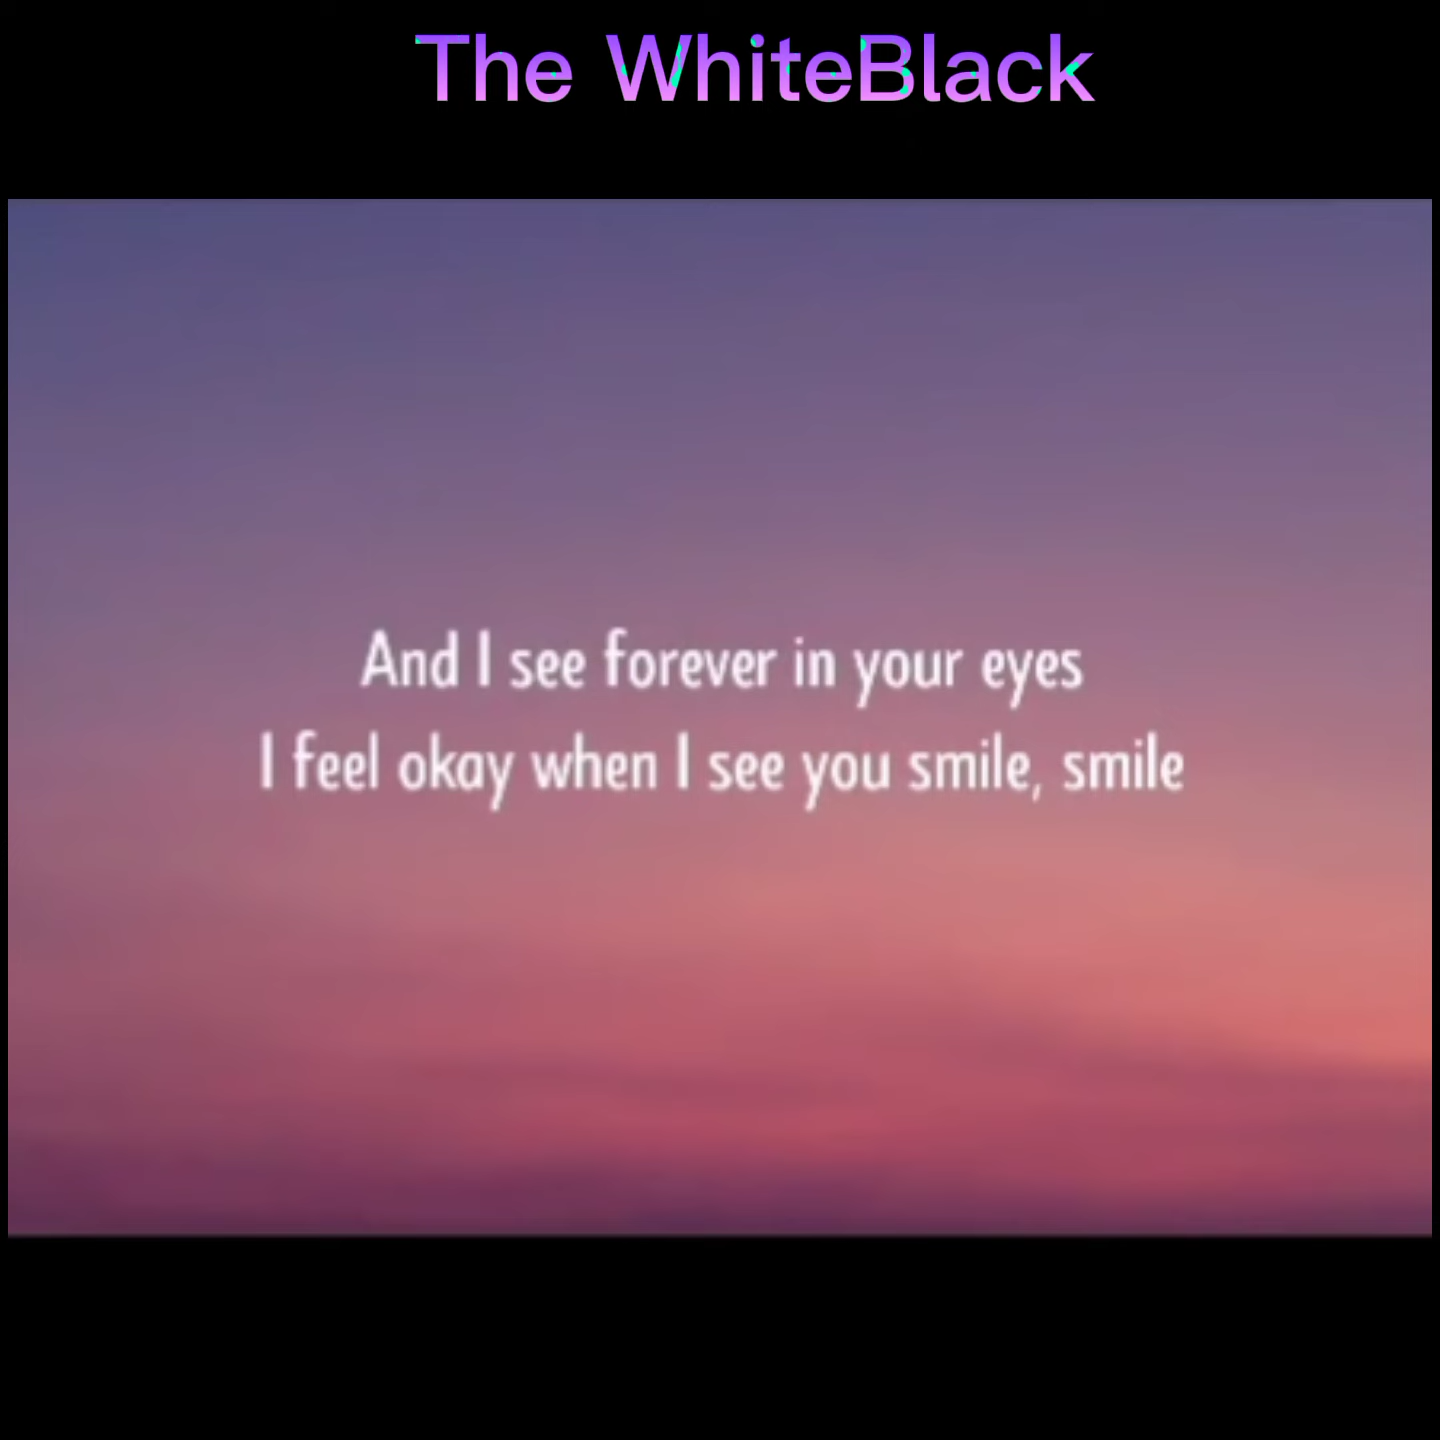 The WhiteBlack
And I see forever in your eyes
I feel okay when I see you smile, smile